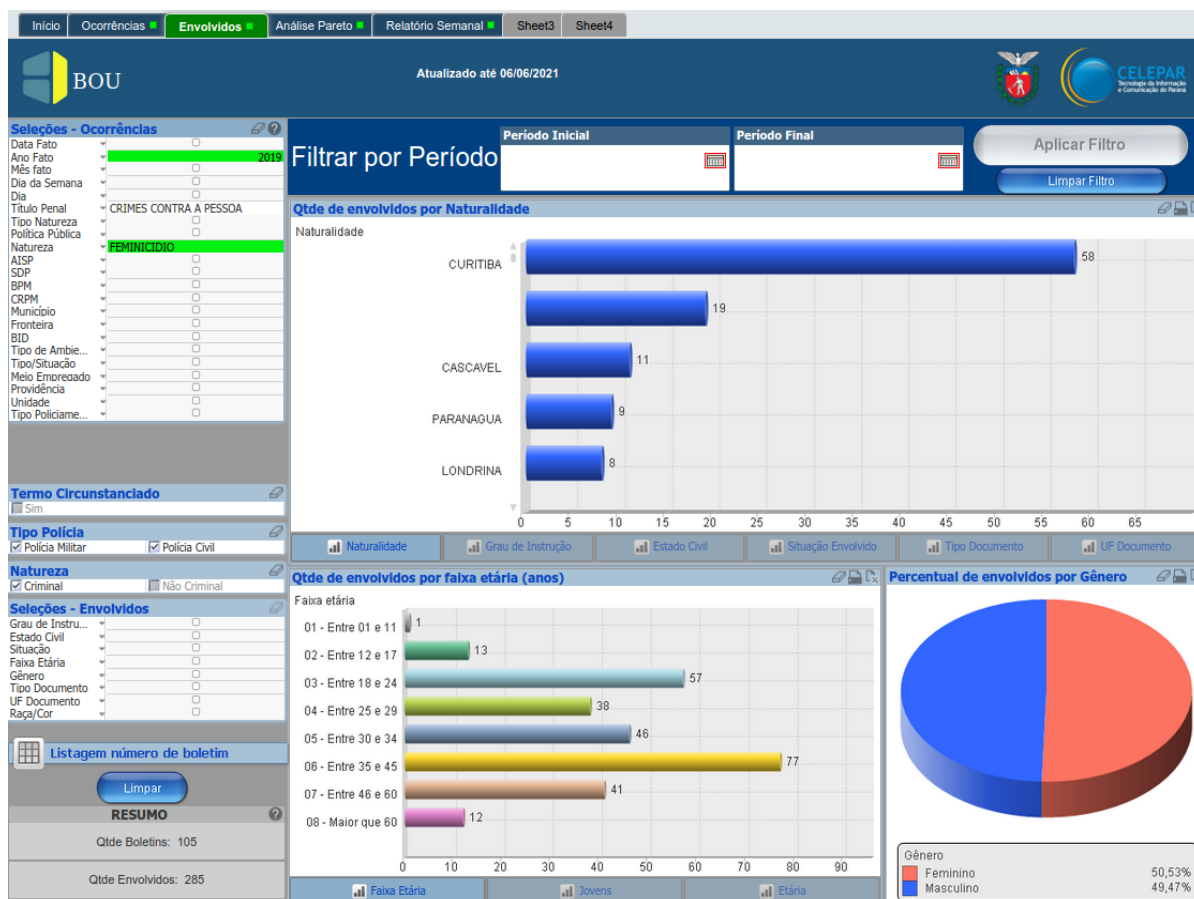 Início Ocorrências Envolvidos Análise Pareto Relatório Semanal Sheet3 Sheet4
BOU
Atualizado até 06/06/2021
CELEPAR
Tecnologia da Informação
e Comunicação do Paraná
Seleções - Ocorrências
Data Fato
Ano Fato 2019
Mês fato
Dia da Semana
Dia
Título Penal CRIMES CONTRA A PESSOA
Tipo Natureza
Política Pública
Natureza FEMINICIDIO
AISP
SDP
BPM
CRPM
Município
Fronteira
BID
Tipo de Ambie...
Tipo/Situação
Meio Empregado
Providência
Unidade
Tipo Policiame...
Termo Circunstanciado
Sim
Tipo Polícia
Polícia Militar Polícia Civil
Natureza
Criminal Não Criminal
Seleções - Envolvidos
Grau de Instru...
Estado Civil
Situação
Faixa Etária
Gênero
Tipo Documento
UF Documento
Raça/Cor
Listagem número de boletim
Limpar
RESUMO
Qtde Boletins: 105
Qtde Envolvidos: 285
Filtrar por Período
Período Inicial
Período Final
Aplicar Filtro
Limpar Filtro
Qtde de envolvidos por Naturalidade
Naturalidade
CURITIBA 58
19
CASCAVEL 11
PARANAGUA 9
LONDRINA 8
0 5 10 15 20 25 30 35 40 45 50 55 60 65
Naturalidade Grau de Instrução Estado Civil Situação Envolvido Tipo Documento UF Documento
Qtde de envolvidos por faixa etária (anos)
Faixa etária
01 - Entre 01 e 11 1
02 - Entre 12 e 17 13
03 - Entre 18 e 24 57
04 - Entre 25 e 29 38
05 - Entre 30 e 34 46
06 - Entre 35 e 45 77
07 - Entre 46 e 60 41
08 - Maior que 60 12
0 10 20 30 40 50 60 70 80 90
Faixa Etária Jovens Etária
Percentual de envolvidos por Gênero
Gênero
Feminino 50,53%
Masculino 49,47%